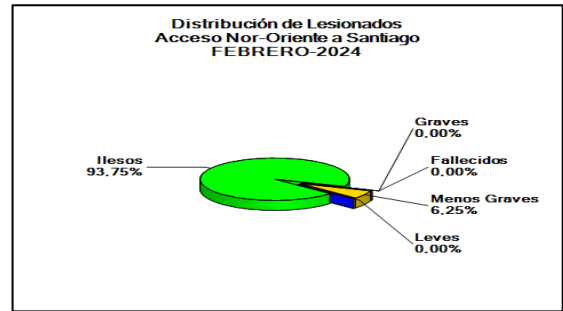 Distribución de Lesionados
Acceso Nor-Oriente a Santiago
FEBRERO-2024
Graves
0.00%
Ilesos
93.75%
Fallecidos
0.00%
Menos Graves
6.25%
Leves
0.00%